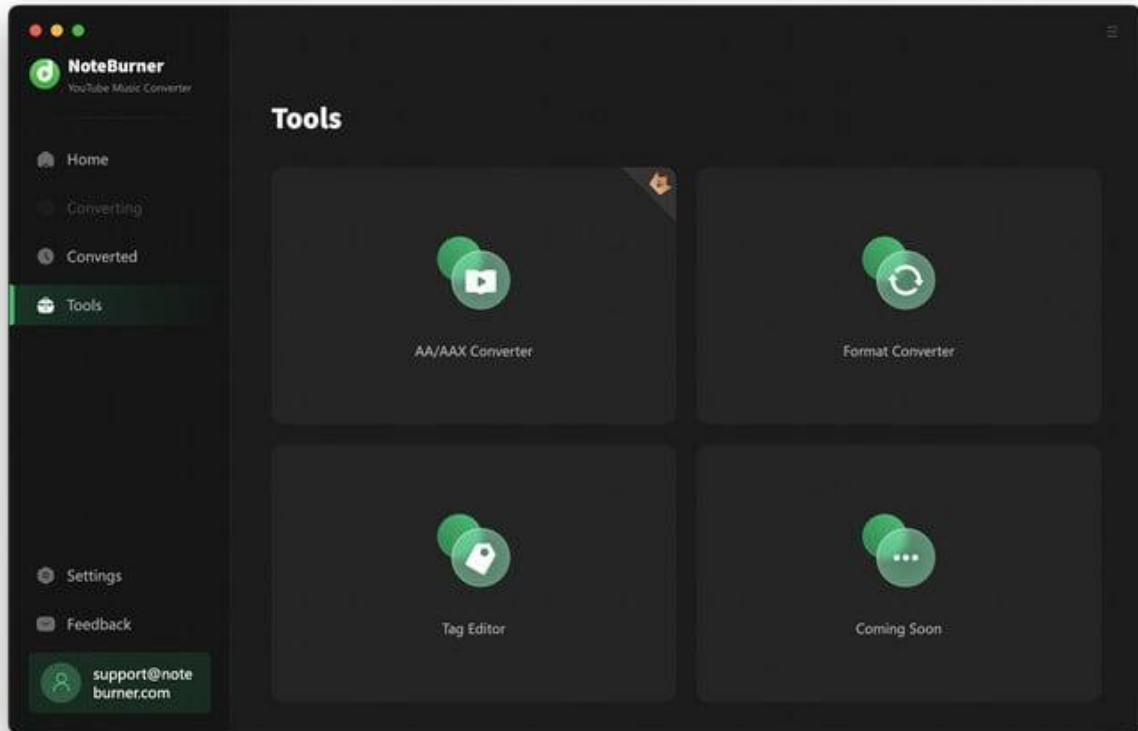 NoteBurner
YouTube Music Converter
Home
Converting
Converted
Tools
Settings
Feedback
support@note
burner.com
Tools
AA/AAX Converter
Format Converter
Tag Editor
Coming Soon